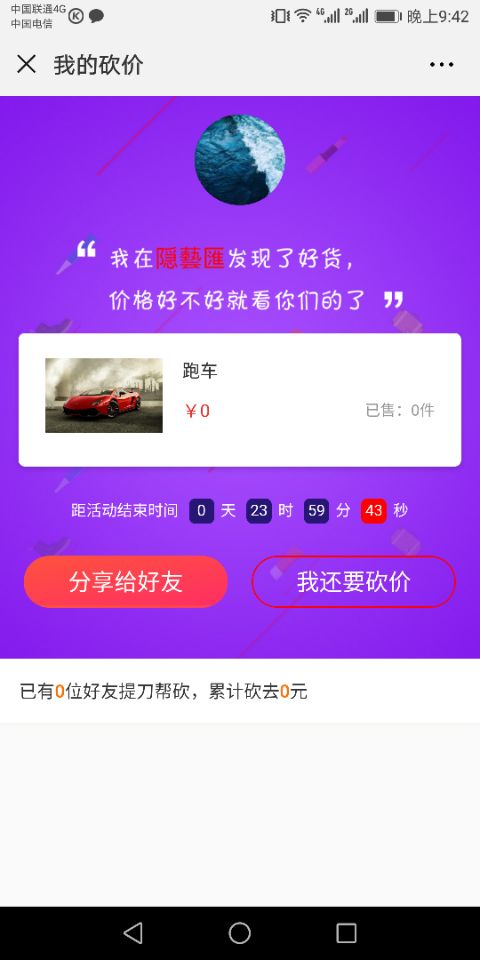 中国联通4G
中国电信
4G
2G
晚上9:42
我的砍价
“我在隠藝匯发现了好货，
价格好不好就看你们的了”
跑车
￥0
已售：0件
距活动结束时间 0 天 23 时 59 分 43 秒
分享给好友
我还要砍价
已有0位好友提刀帮砍，累计砍去0元